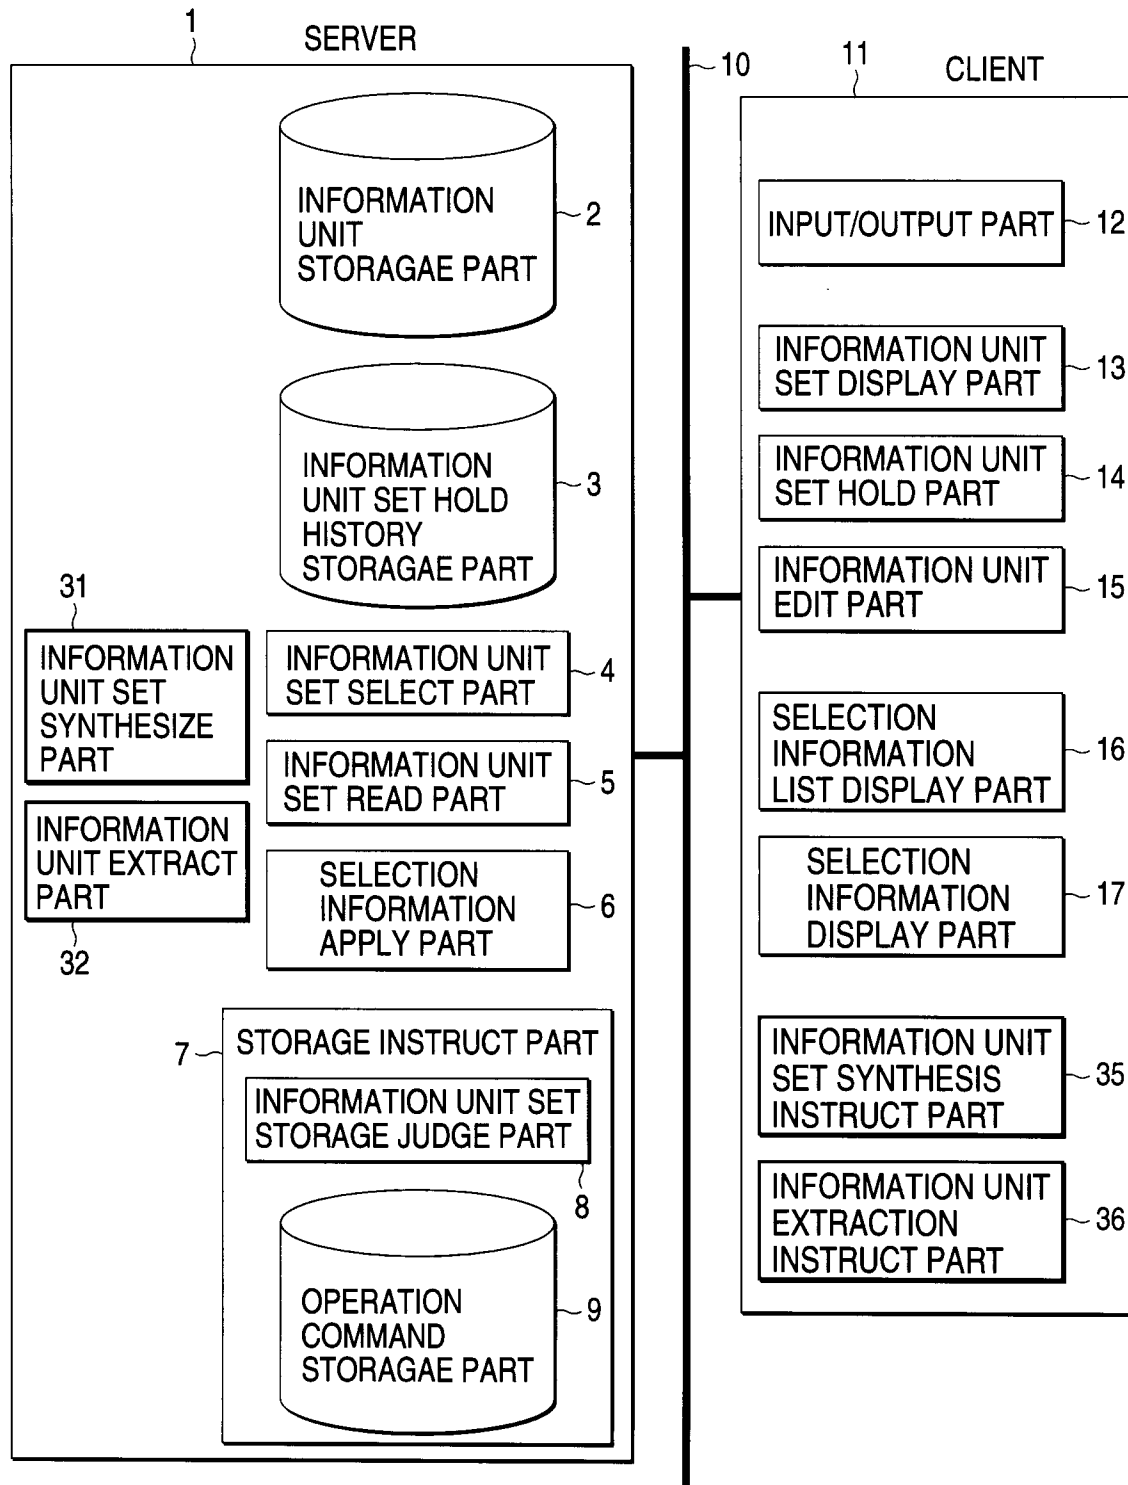 1
SERVER
INFORMATION
UNIT
STORAGAE PART
2
INFORMATION
UNIT SET HOLD
HISTORY
STORAGAE PART
3
31
INFORMATION
UNIT SET
SYNTHESIZE
PART
INFORMATION UNIT
SET SELECT PART
4
INFORMATION UNIT
SET READ PART
5
INFORMATION
UNIT EXTRACT
PART
32
SELECTION
INFORMATION
APPLY PART
6
7
STORAGE INSTRUCT PART
INFORMATION UNIT SET
STORAGE JUDGE PART
8
OPERATION
COMMAND
STORAGAE PART
9
10
11
CLIENT
INPUT/OUTPUT PART
12
INFORMATION UNIT
SET DISPLAY PART
13
INFORMATION UNIT
SET HOLD PART
14
INFORMATION UNIT
EDIT PART
15
SELECTION
INFORMATION
LIST DISPLAY PART
16
SELECTION
INFORMATION
DISPLAY PART
17
INFORMATION UNIT
SET SYNTHESIS
INSTRUCT PART
35
INFORMATION UNIT
EXTRACTION
INSTRUCT PART
36